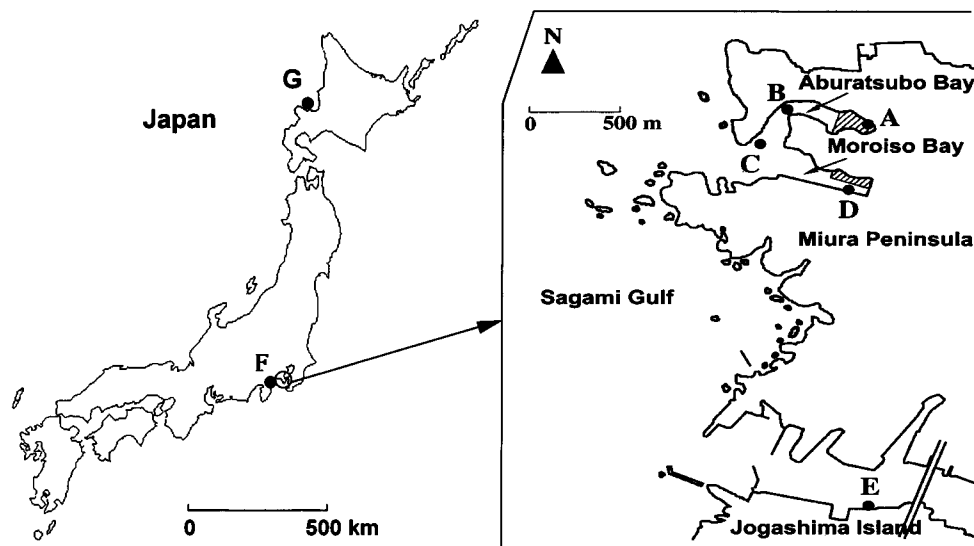 G
Japan
F
0 500 km
N
0 500 m
Aburatsubo Bay
B
A
Moroiso Bay
C
D
Miura Peninsula
Sagami Gulf
E
Jogashima Island